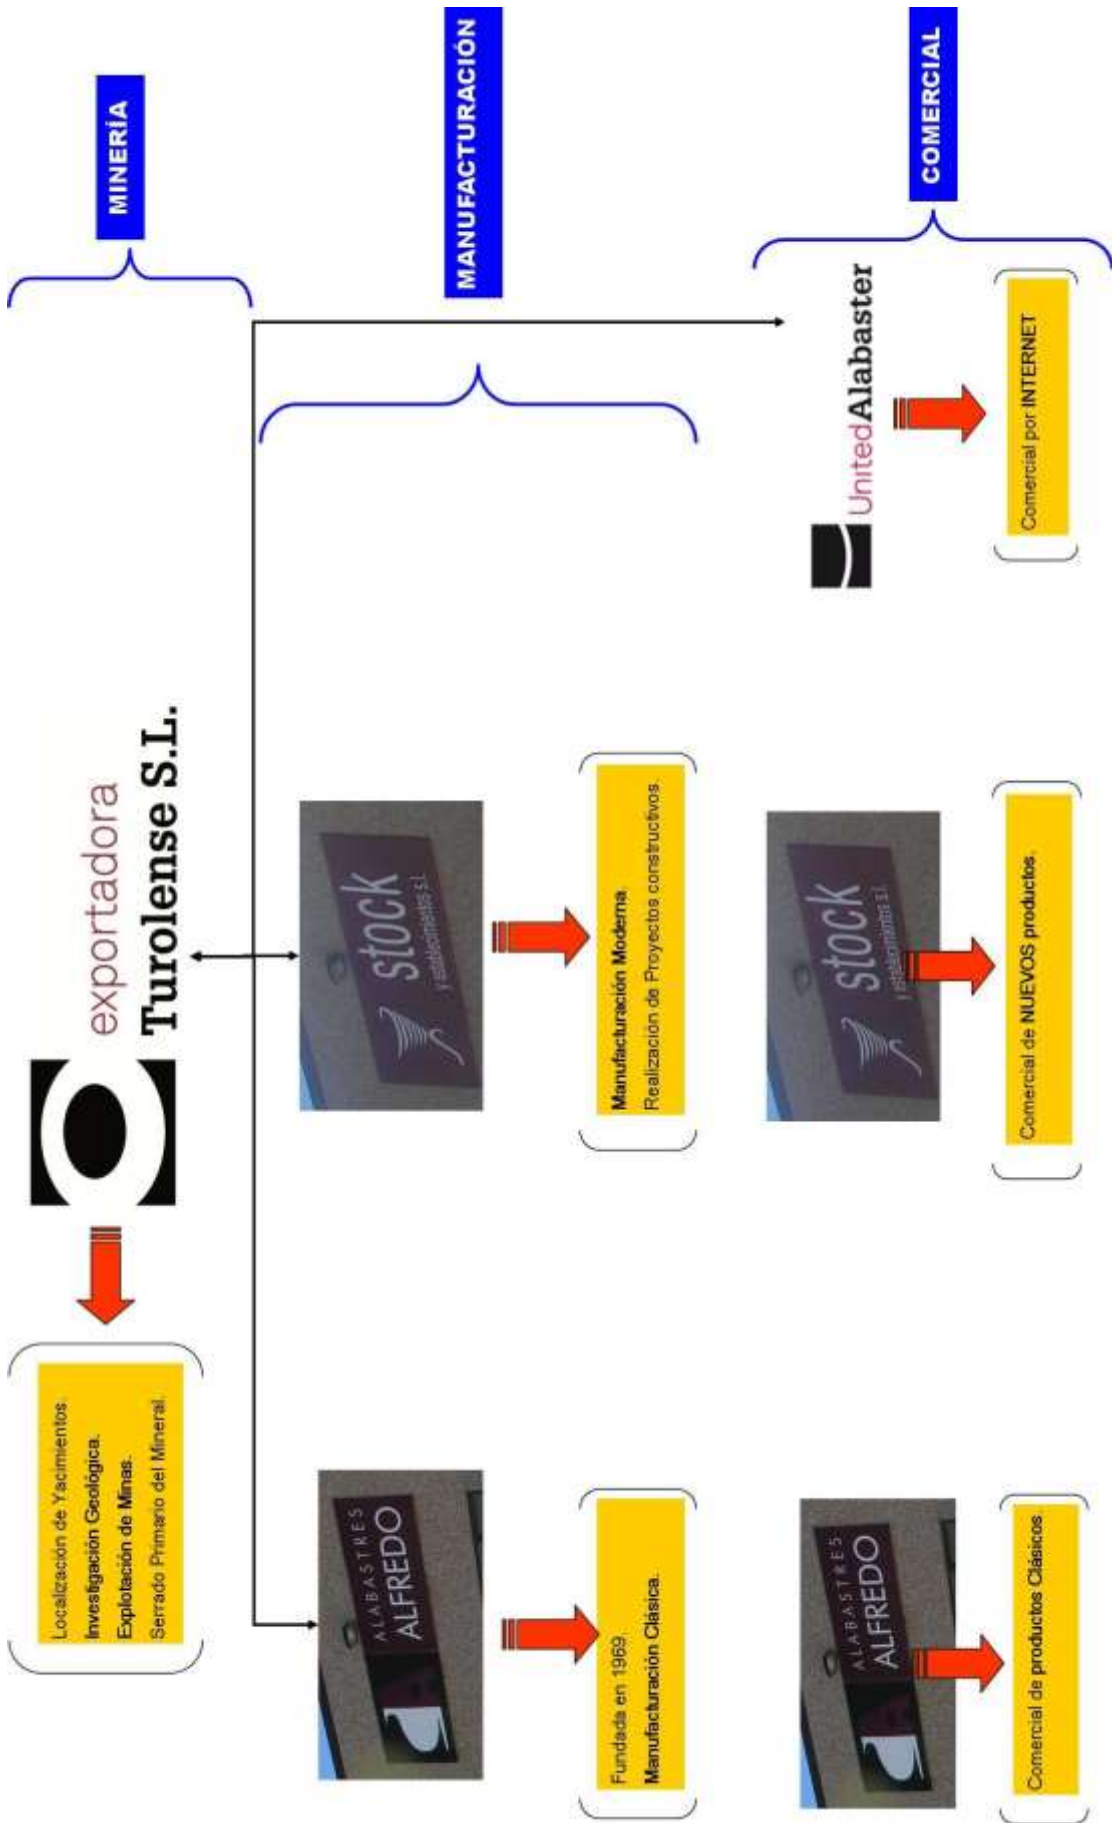 exportadora
Turolense S.L.
MINERÍA
Localización de Yacimientos.
Investigación Geológica.
Explotación de Minas.
Serrado Primario del Mineral.
ALABASTRES
ALFREDO
stock
y establecimientos s.l.
MANUFACTURACIÓN
Fundada en 1969.
Manufacturación Clásica.
Manufacturación Moderna.
Realización de Proyectos constructivos.
ALABASTRES
ALFREDO
stock
y establecimientos s.l.
UnitedAlabaster
COMERCIAL
Comercial de productos Clásicos.
Comercial de NUEVOS productos.
Comercial por INTERNET